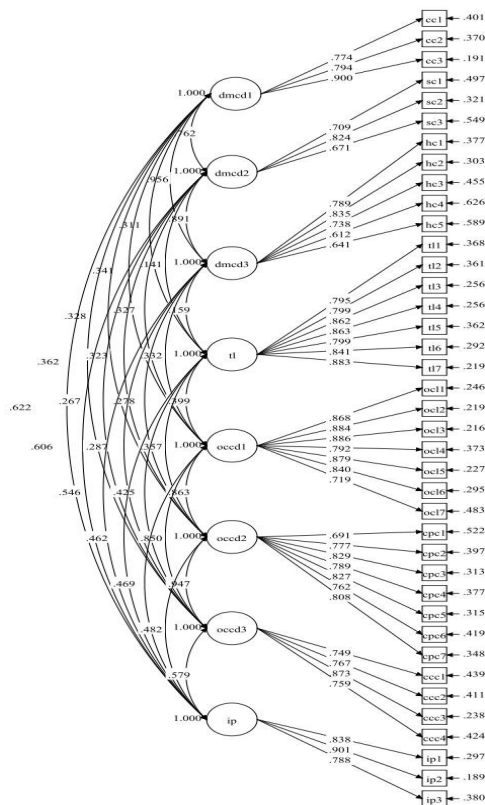 cc1 .401
cc2 .370
.774
.794
cc3 .191
.900
sc1 .497
1.000 dmcd1
sc2 .321
sc3 .549
.709
.824
hc1 .377
.671
.762
hc2 .303
1.000 dmcd2
hc3 .455
.956
.789
hc4 .626
.835
.891
.738
hc5 .589
.311
.612
.641
tl1 .368
.341 .141
1.000 dmcd3
tl2 .361
.795
tl3 .256
.799
.328 .327 .159
.862
tl4 .256
.863
tl5 .362
.799
.362 .323 .332
1.000 tl
.841
tl6 .292
.883
tl7 .219
ocl1 .246
.622 .267 .278 .399
.868
ocl2 .219
.884
ocl3 .216
.886
.606 .287 .357
1.000 occd1
.792
ocl4 .373
.879
ocl5 .227
.840
ocl6 .295
.719
.546 .425 .863
ocl7 .483
.691
cpc1 .522
.462 .850
1.000 occd2
.777
cpc2 .397
.829
cpc3 .313
.789
cpc4 .377
.827
.469 .947
.762
cpc5 .315
.808
cpc6 .419
.482
1.000 occd3
cpc7 .348
.749
ccc1 .439
.767
.873
ccc2 .411
.579
.759
ccc3 .238
ccc4 .424
1.000 ip
.838
ip1 .297
.901
ip2 .189
.788
ip3 .380